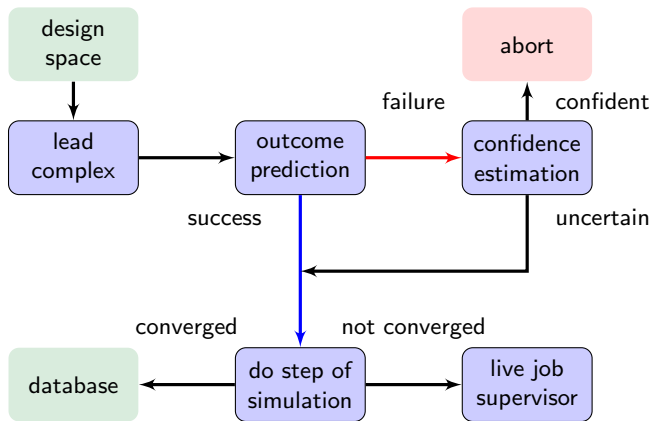 design
space
abort
failure
confident
lead
complex
outcome
prediction
confidence
estimation
success
uncertain
converged
not converged
database
do step of
simulation
live job
supervisor